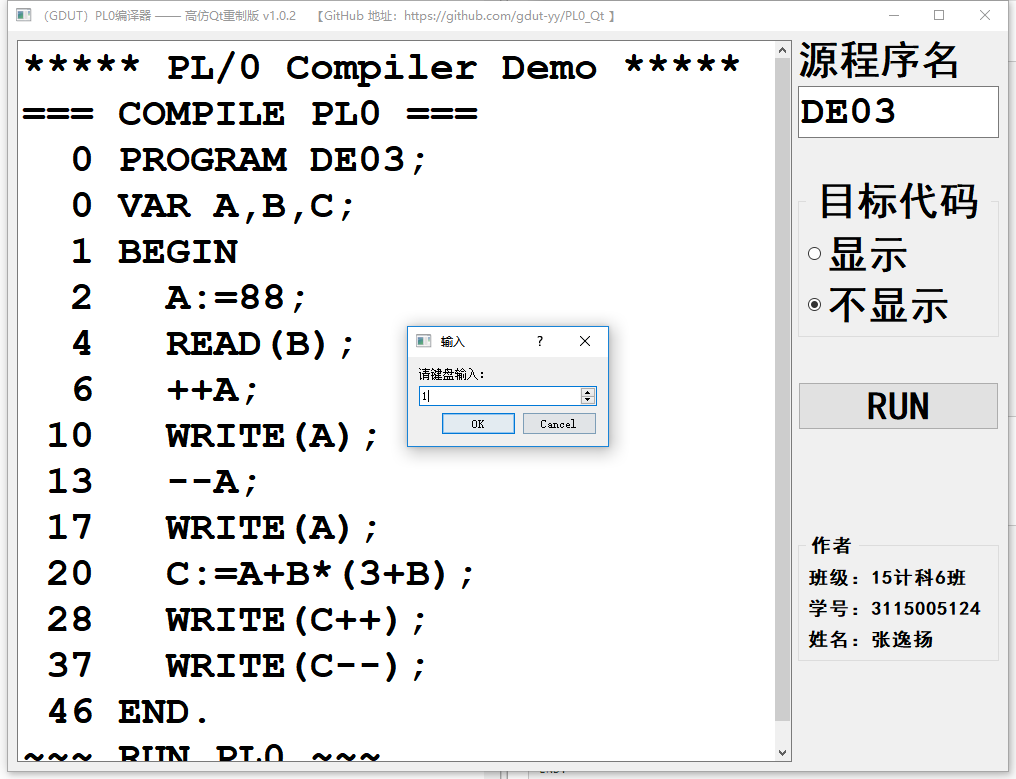 （GDUT）PL0编译器 —— 高仿Qt重制版 v1.0.2 【GitHub 地址：https://github.com/gdut-yy/PL0_Qt 】
***** PL/0 Compiler Demo *****
=== COMPILE PL0 ===
0 PROGRAM DE03;
0 VAR A,B,C;
1 BEGIN
2   A:=88;
4   READ(B);
6   ++A;
10   WRITE(A);
13   --A;
17   WRITE(A);
20   C:=A+B*(3+B);
28   WRITE(C++);
37   WRITE(C--);
46 END.
~~~ RUN PL0 ~~~
输入
?
请键盘输入：
1
OK
Cancel
源程序名
DE03
目标代码
显示
不显示
RUN
作者
班级：15计科6班
学号：3115005124
姓名：张逸扬